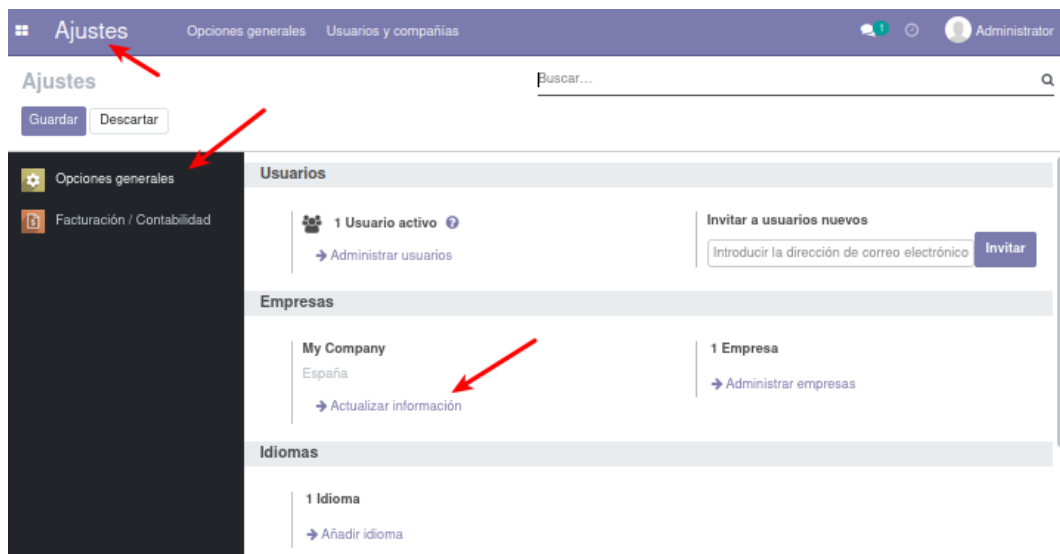 Ajustes Opciones generales Usuarios y compañías 1 Administrator
Ajustes Buscar...
Guardar Descartar
Opciones generales
Facturación / Contabilidad
Usuarios
1 Usuario activo ?
Administrar usuarios
Invitar a usuarios nuevos
Introducir la dirección de correo electrónico Invitar
Empresas
My Company
España
Actualizar información
1 Empresa
Administrar empresas
Idiomas
1 Idioma
Añadir idioma